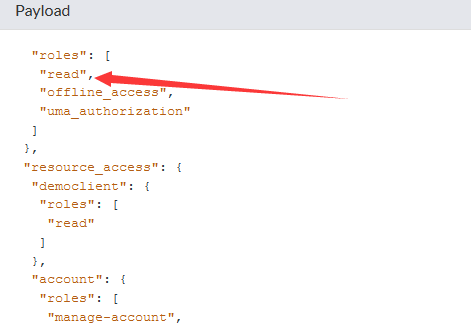 Payload
"roles": [
"read",
"offline_access",
"uma_authorization"
]
},
"resource_access": {
"democlient": {
"roles": [
"read"
]
},
"account": {
"roles": [
"manage-account",